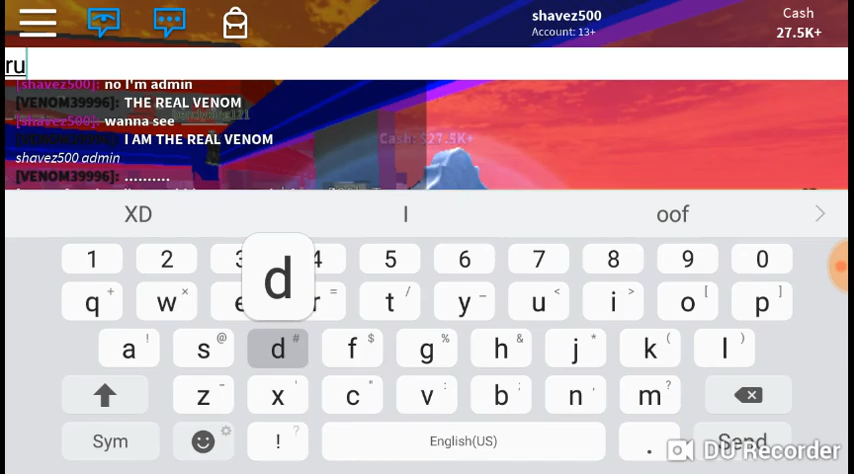 shavez500
Account: 13+
Cash
27.5K+
ru
[shavez500]: no I'm admin
[VENOM39996]: THE REAL VENOM
[shavez500]: wanna see
[VENOM39996]: I AM THE REAL VENOM
Cash: $27.5K+
shavez500 admin
[VENOM39996]: ..........
XD I oof
d
1 2 3 4 5 6 7 8 9 0
q + w × e r = t / y _ u < i > o [ p ]
a ! s @ d # f $ g % h & j * k ( l )
z - x ' c " v : b ; n , m ?
Sym ! ? English(US) . Send
DU Recorder